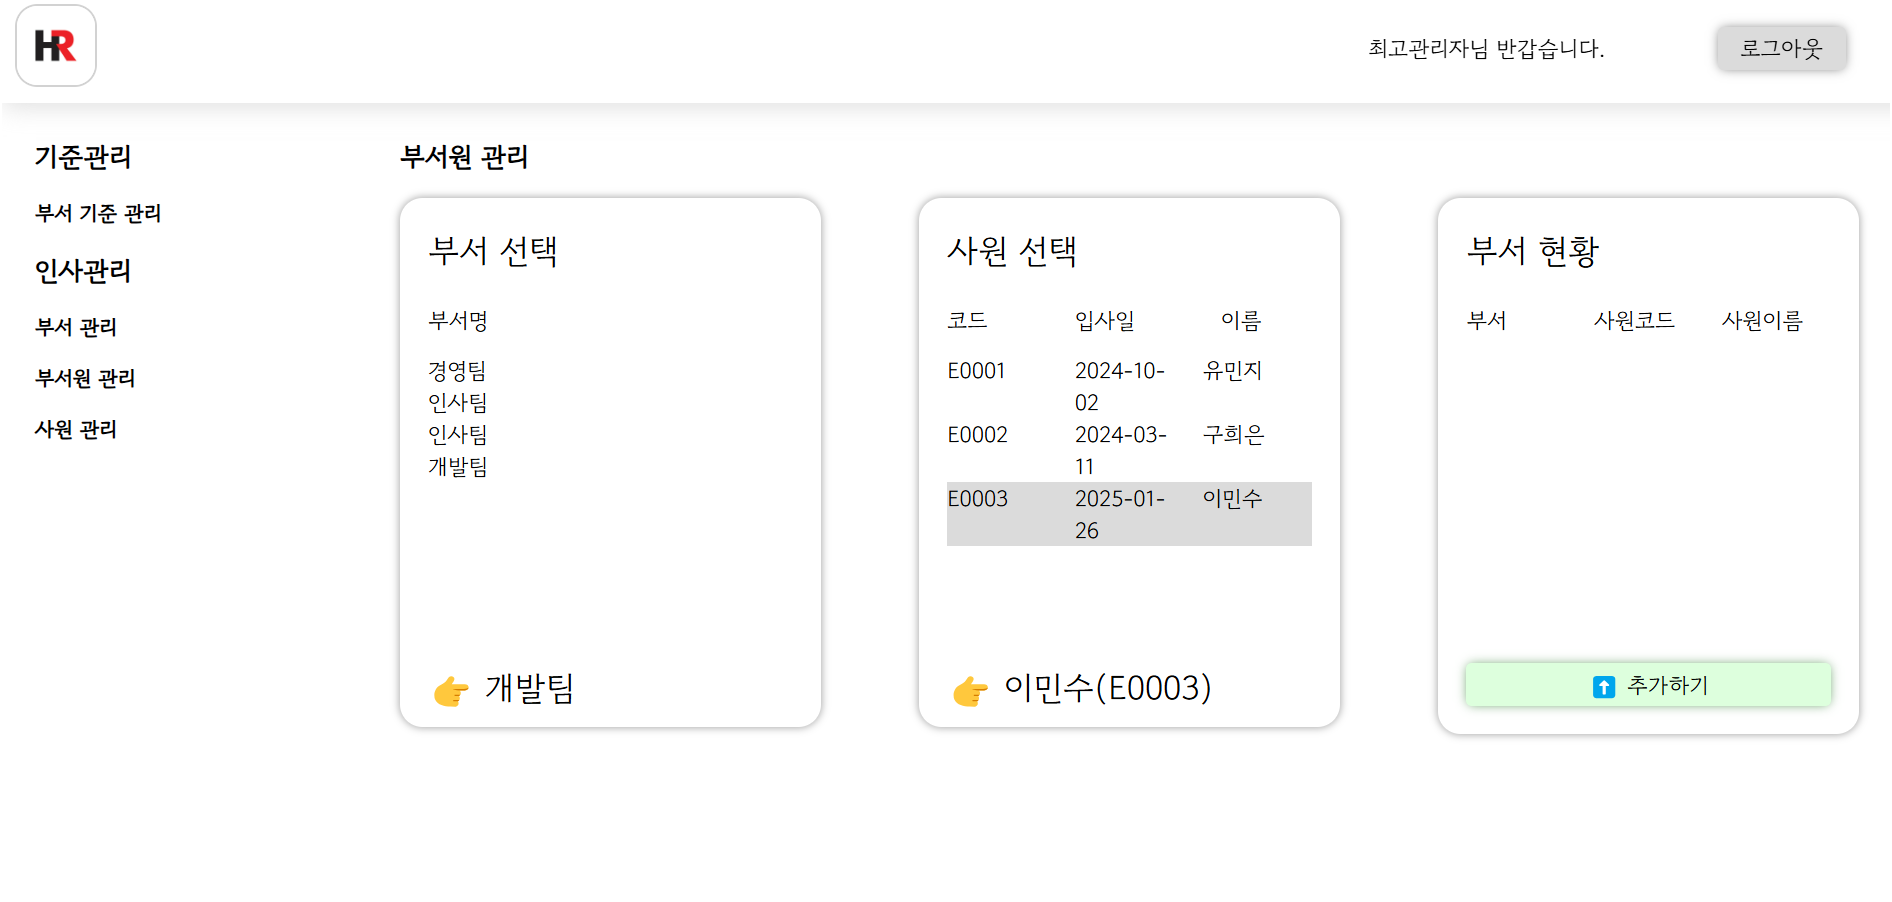 HR
최고관리자님 반갑습니다.
로그아웃
기준관리
부서 기준 관리
인사관리
부서 관리
부서원 관리
사원 관리
부서원 관리
부서 선택
부서명
경영팀
인사팀
인사팀
개발팀
👉 개발팀
사원 선택
코드 입사일 이름
E0001 2024-10- 유민지
02
E0002 2024-03- 구희은
11
E0003 2025-01- 이민수
26
👉 이민수(E0003)
부서 현황
부서 사원코드 사원이름
⬆️ 추가하기